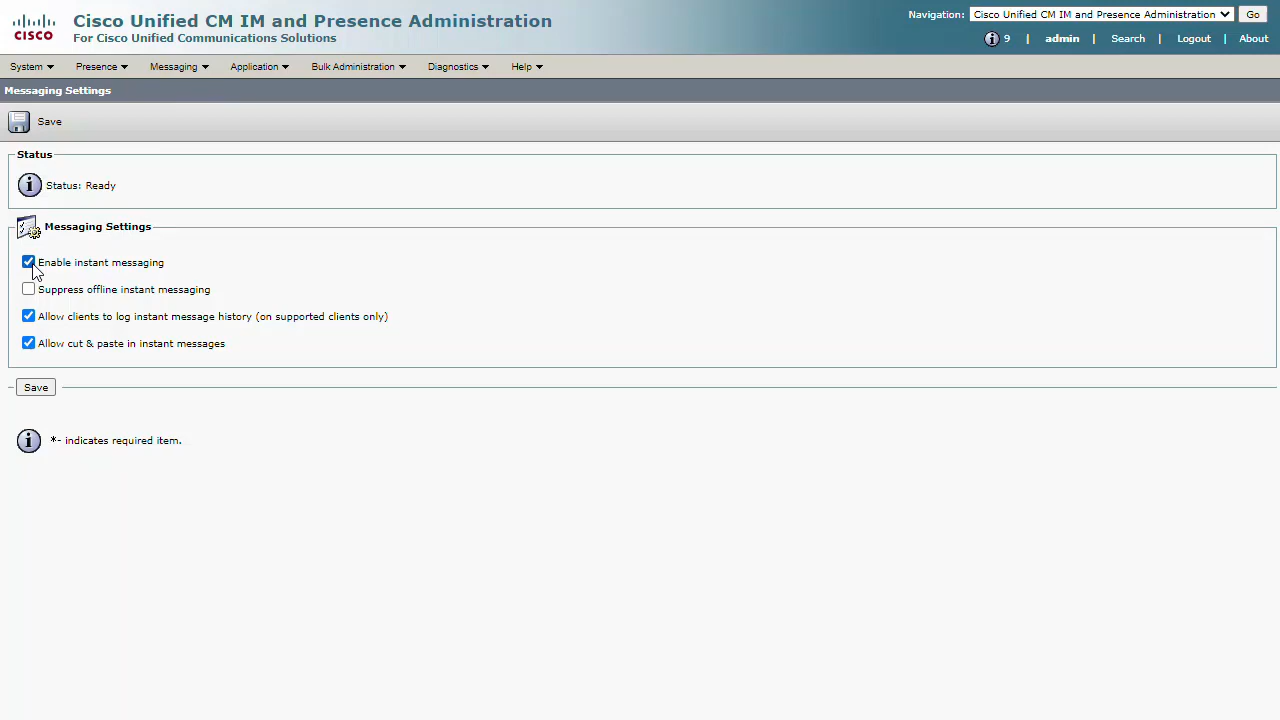 CISCO
Cisco Unified CM IM and Presence Administration
For Cisco Unified Communications Solutions
Navigation: Cisco Unified CM IM and Presence Administration Go
9 | admin | Search | Logout | About
System Presence Messaging Application Bulk Administration Diagnostics Help
Messaging Settings
Save
Status
Status: Ready
Messaging Settings
Enable instant messaging
Suppress offline instant messaging
Allow clients to log instant message history (on supported clients only)
Allow cut & paste in instant messages
Save
*- indicates required item.